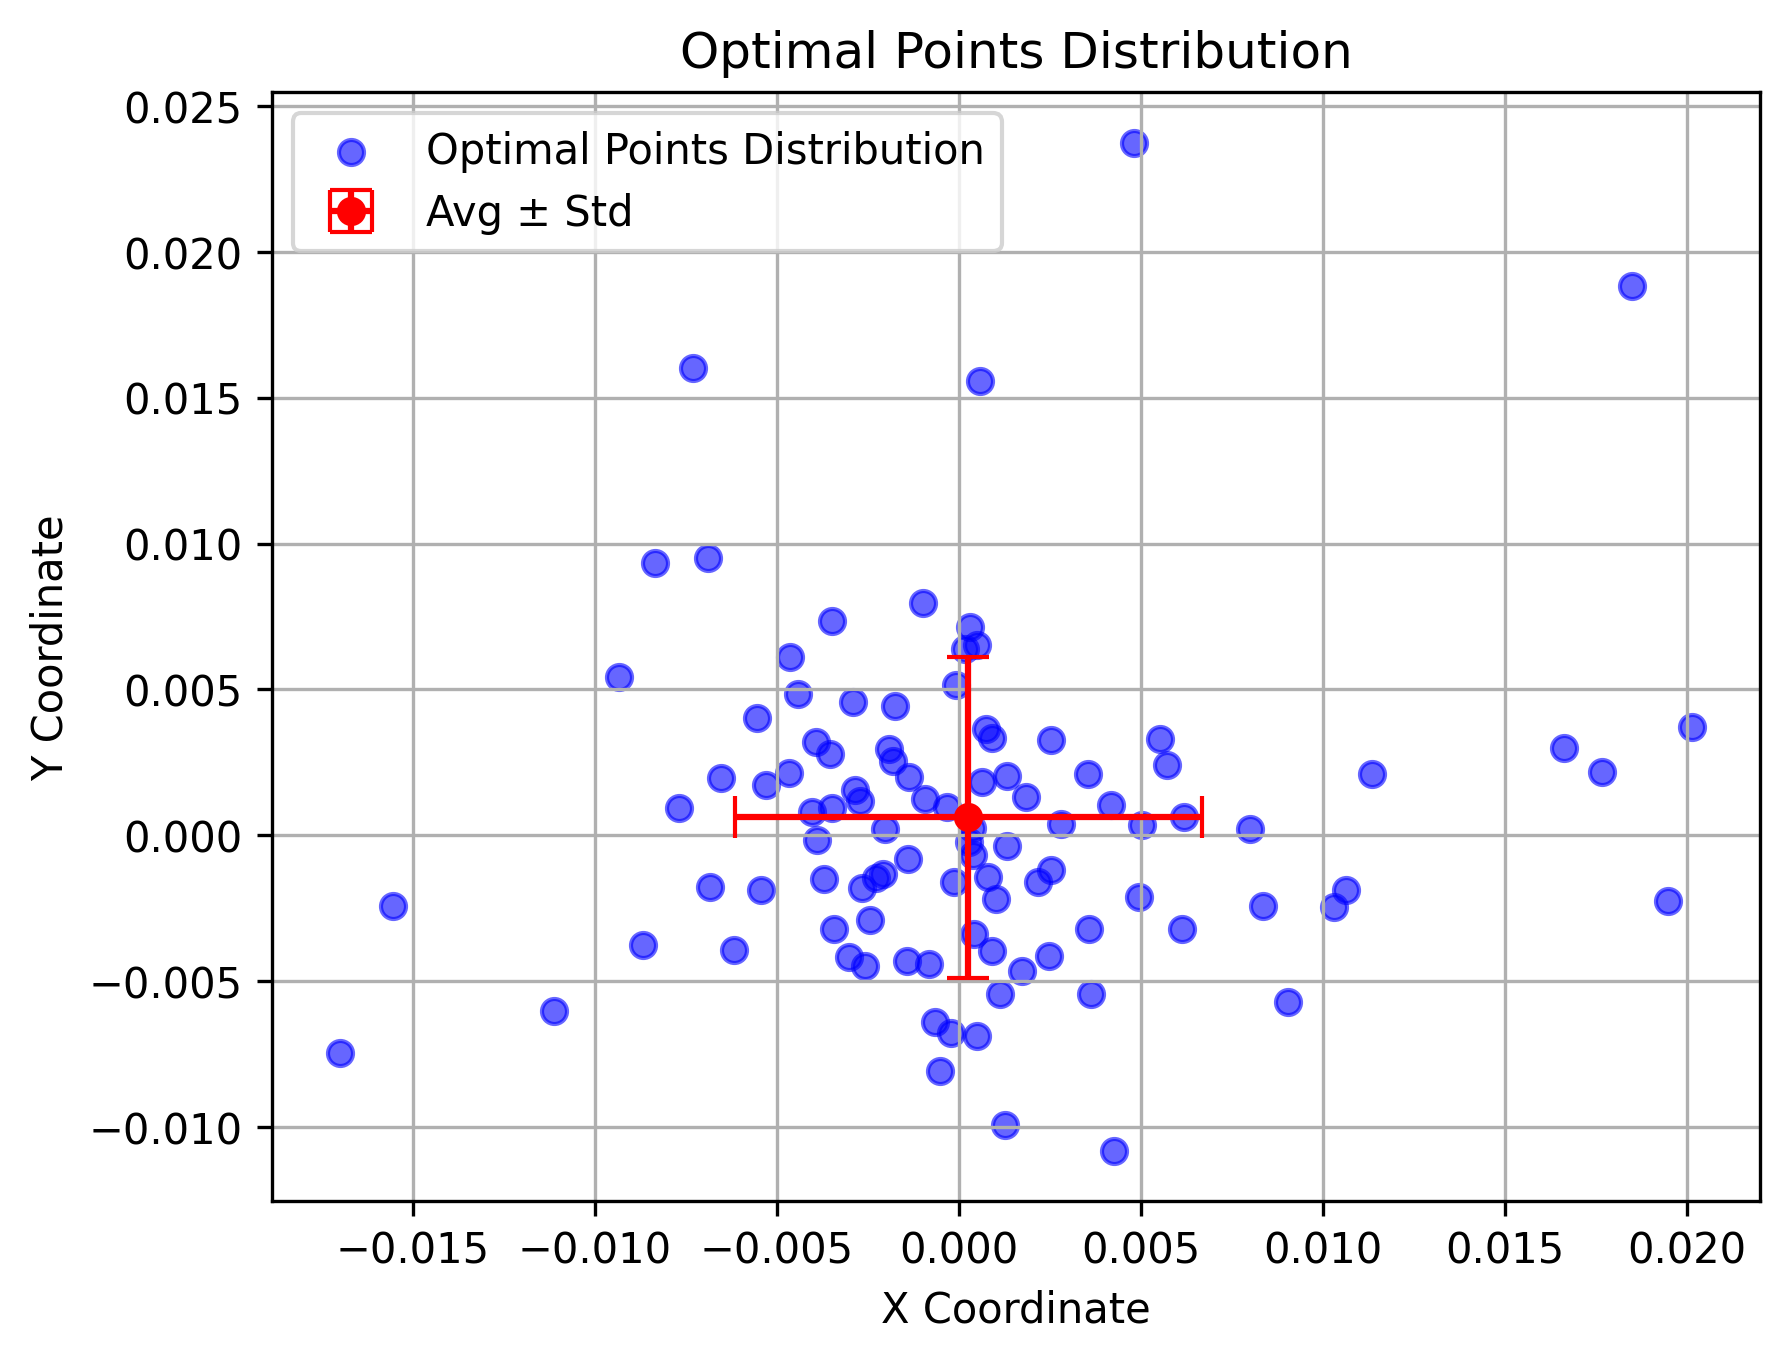 Optimal Points Distribution
Optimal Points Distribution
Avg ± Std
0.025
0.020
0.015
0.010
0.005
0.000
−0.005
−0.010
Y Coordinate
−0.015 −0.010 −0.005 0.000 0.005 0.010 0.015 0.020
X Coordinate